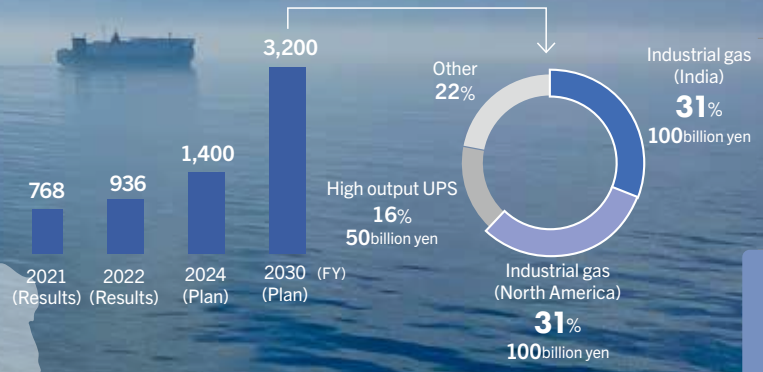 3,200
1,400
936
768
2021
(Results)
2022
(Results)
2024
(Plan)
2030 (FY)
(Plan)
Other
22%
Industrial gas
(India)
31%
100billion yen
High output UPS
16%
50billion yen
Industrial gas
(North America)
31%
100billion yen